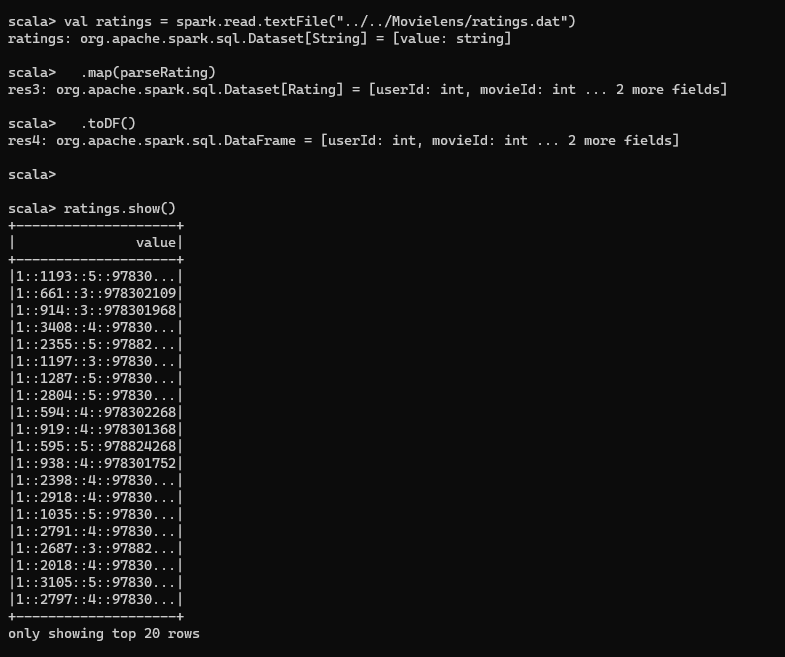 scala> val ratings = spark.read.textFile("../../Movielens/ratings.dat")
ratings: org.apache.spark.sql.Dataset[String] = [value: string]

scala>   .map(parseRating)
res3: org.apache.spark.sql.Dataset[Rating] = [userId: int, movieId: int ... 2 more fields]

scala>   .toDF()
res4: org.apache.spark.sql.DataFrame = [userId: int, movieId: int ... 2 more fields]

scala>

scala> ratings.show()
+--------------------+
|               value|
+--------------------+
|1::1193::5::97830...|
|1::661::3::978302109|
|1::914::3::978301968|
|1::3408::4::97830...|
|1::2355::5::97882...|
|1::1197::3::97830...|
|1::1287::5::97830...|
|1::2804::5::97830...|
|1::594::4::978302268|
|1::919::4::978301368|
|1::595::5::978824268|
|1::938::4::978301752|
|1::2398::4::97830...|
|1::2918::4::97830...|
|1::1035::5::97830...|
|1::2791::4::97830...|
|1::2687::3::97882...|
|1::2018::4::97830...|
|1::3105::5::97830...|
|1::2797::4::97830...|
+--------------------+
only showing top 20 rows